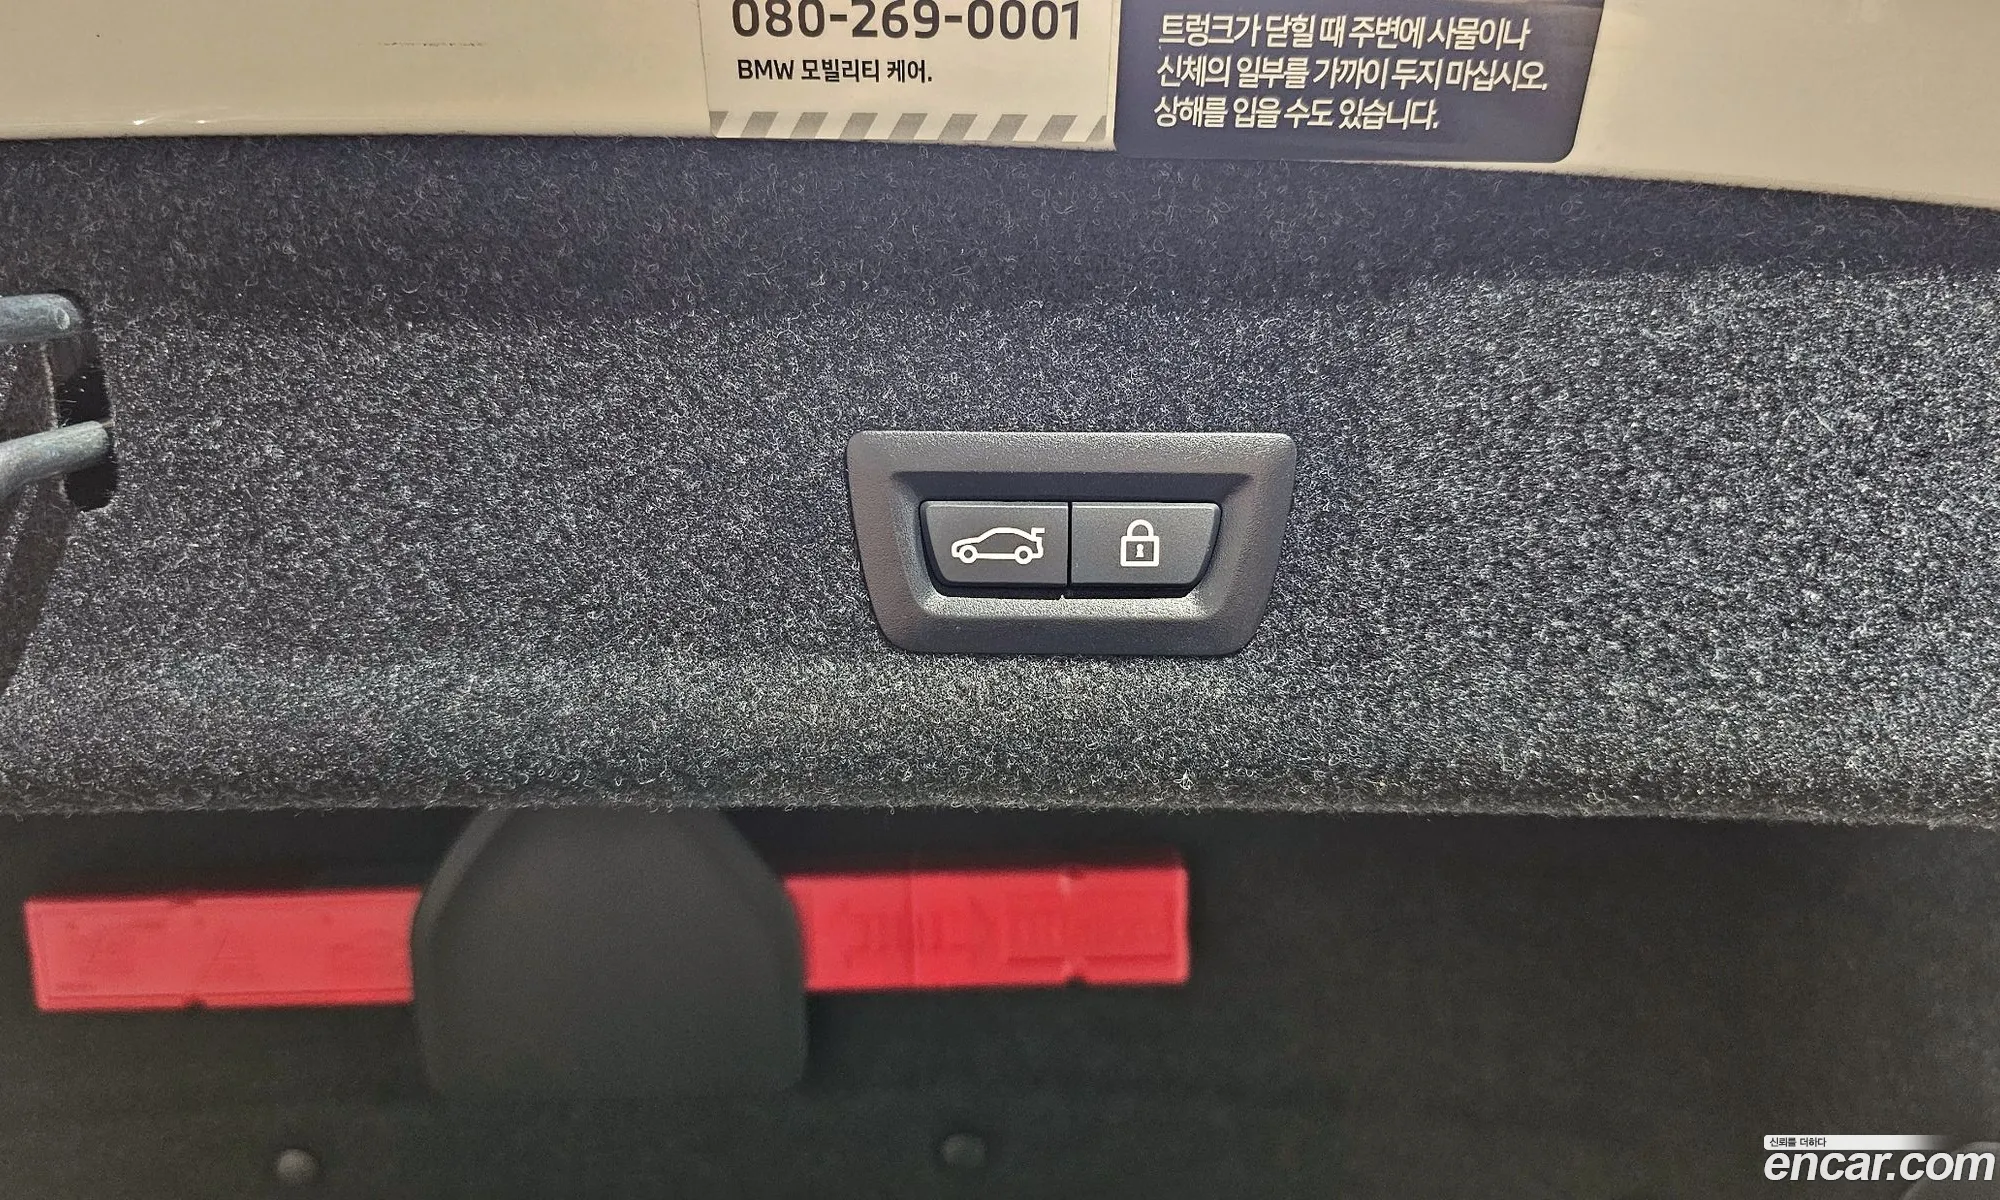 080-269-0001
BMW 모빌리티 케어.
트렁크가 닫힐 때 주변에 사물이나
신체의 일부를 가까이 두지 마십시오.
상해를 입을 수도 있습니다.
신뢰를 더하다
encar.com